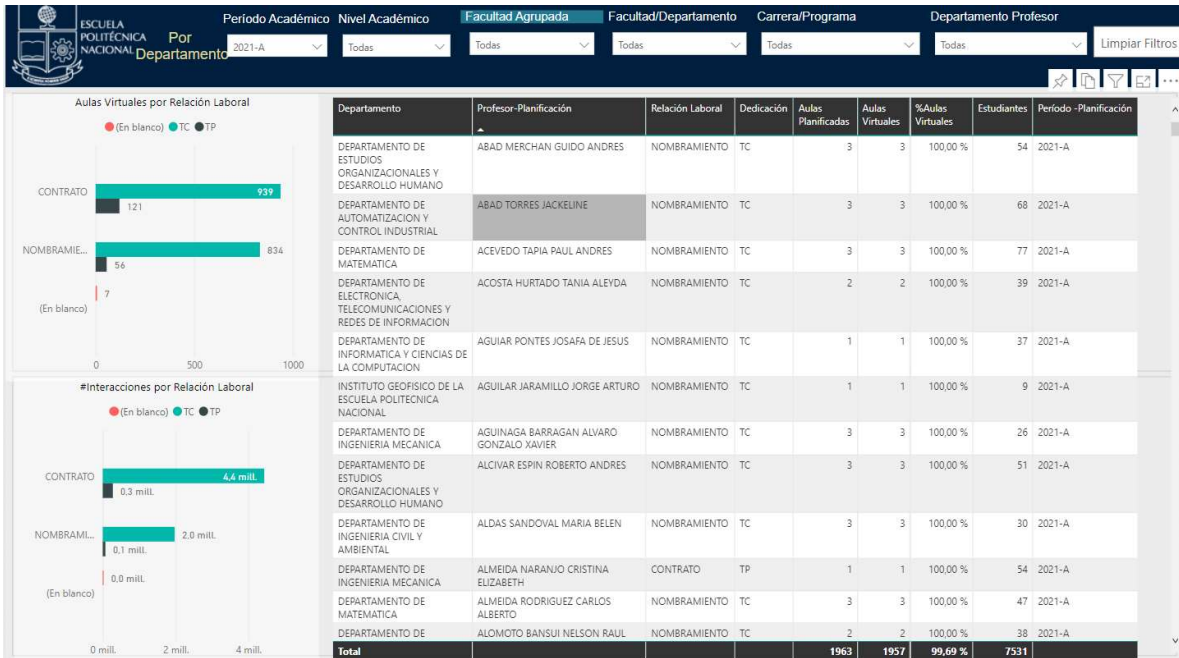 ESCUELA
POLITÉCNICA
NACIONAL
Por
Departamento
Período Académico
2021-A
Nivel Académico
Todas
Facultad Agrupada
Todas
Facultad/Departamento
Todas
Carrera/Programa
Todas
Departamento Profesor
Todas
Limpiar Filtros
Aulas Virtuales por Relación Laboral
(En blanco) TC TP
CONTRATO
939
121
NOMBRAMIE...
834
56
(En blanco)
7
0 500 1000
#Interacciones por Relación Laboral
(En blanco) TC TP
CONTRATO
4,4 mill.
0,3 mill.
NOMBRAMI...
2,0 mill.
0,1 mill.
(En blanco)
0,0 mill.
0 mill. 2 mill. 4 mill.
Departamento Profesor-Planificación Relación Laboral Dedicación Aulas Planificadas Aulas Virtuales %Aulas Virtuales Estudiantes Período -Planificación
DEPARTAMENTO DE ESTUDIOS ORGANIZACIONALES Y DESARROLLO HUMANO ABAD MERCHAN GUIDO ANDRES NOMBRAMIENTO TC 3 3 100,00 % 54 2021-A
DEPARTAMENTO DE AUTOMATIZACION Y CONTROL INDUSTRIAL ABAD TORRES JACKELINE NOMBRAMIENTO TC 3 3 100,00 % 68 2021-A
DEPARTAMENTO DE MATEMATICA ACEVEDO TAPIA PAUL ANDRES NOMBRAMIENTO TC 3 3 100,00 % 77 2021-A
DEPARTAMENTO DE ELECTRONICA, TELECOMUNICACIONES Y REDES DE INFORMACION ACOSTA HURTADO TANIA ALEYDA NOMBRAMIENTO TC 2 2 100,00 % 39 2021-A
DEPARTAMENTO DE INFORMATICA Y CIENCIAS DE LA COMPUTACION AGUIAR PONTES JOSAFA DE JESUS NOMBRAMIENTO TC 1 1 100,00 % 37 2021-A
INSTITUTO GEOFISICO DE LA ESCUELA POLITECNICA NACIONAL AGUILAR JARAMILLO JORGE ARTURO NOMBRAMIENTO TC 1 1 100,00 % 9 2021-A
DEPARTAMENTO DE INGENIERIA MECANICA AGUINAGA BARRAGAN ALVARO GONZALO XAVIER NOMBRAMIENTO TC 3 3 100,00 % 26 2021-A
DEPARTAMENTO DE ESTUDIOS ORGANIZACIONALES Y DESARROLLO HUMANO ALCIVAR ESPIN ROBERTO ANDRES NOMBRAMIENTO TC 3 3 100,00 % 51 2021-A
DEPARTAMENTO DE INGENIERIA CIVIL Y AMBIENTAL ALDAS SANDOVAL MARIA BELEN NOMBRAMIENTO TC 3 3 100,00 % 30 2021-A
DEPARTAMENTO DE INGENIERIA MECANICA ALMEIDA NARANJO CRISTINA ELIZABETH CONTRATO TP 1 1 100,00 % 54 2021-A
DEPARTAMENTO DE MATEMATICA ALMEIDA RODRIGUEZ CARLOS ALBERTO NOMBRAMIENTO TC 3 3 100,00 % 47 2021-A
DEPARTAMENTO DE ALOMOTO BANSUI NELSON RAUL NOMBRAMIENTO TC 2 2 100,00 % 38 2021-A
Total 1963 1957 99,69 % 7531